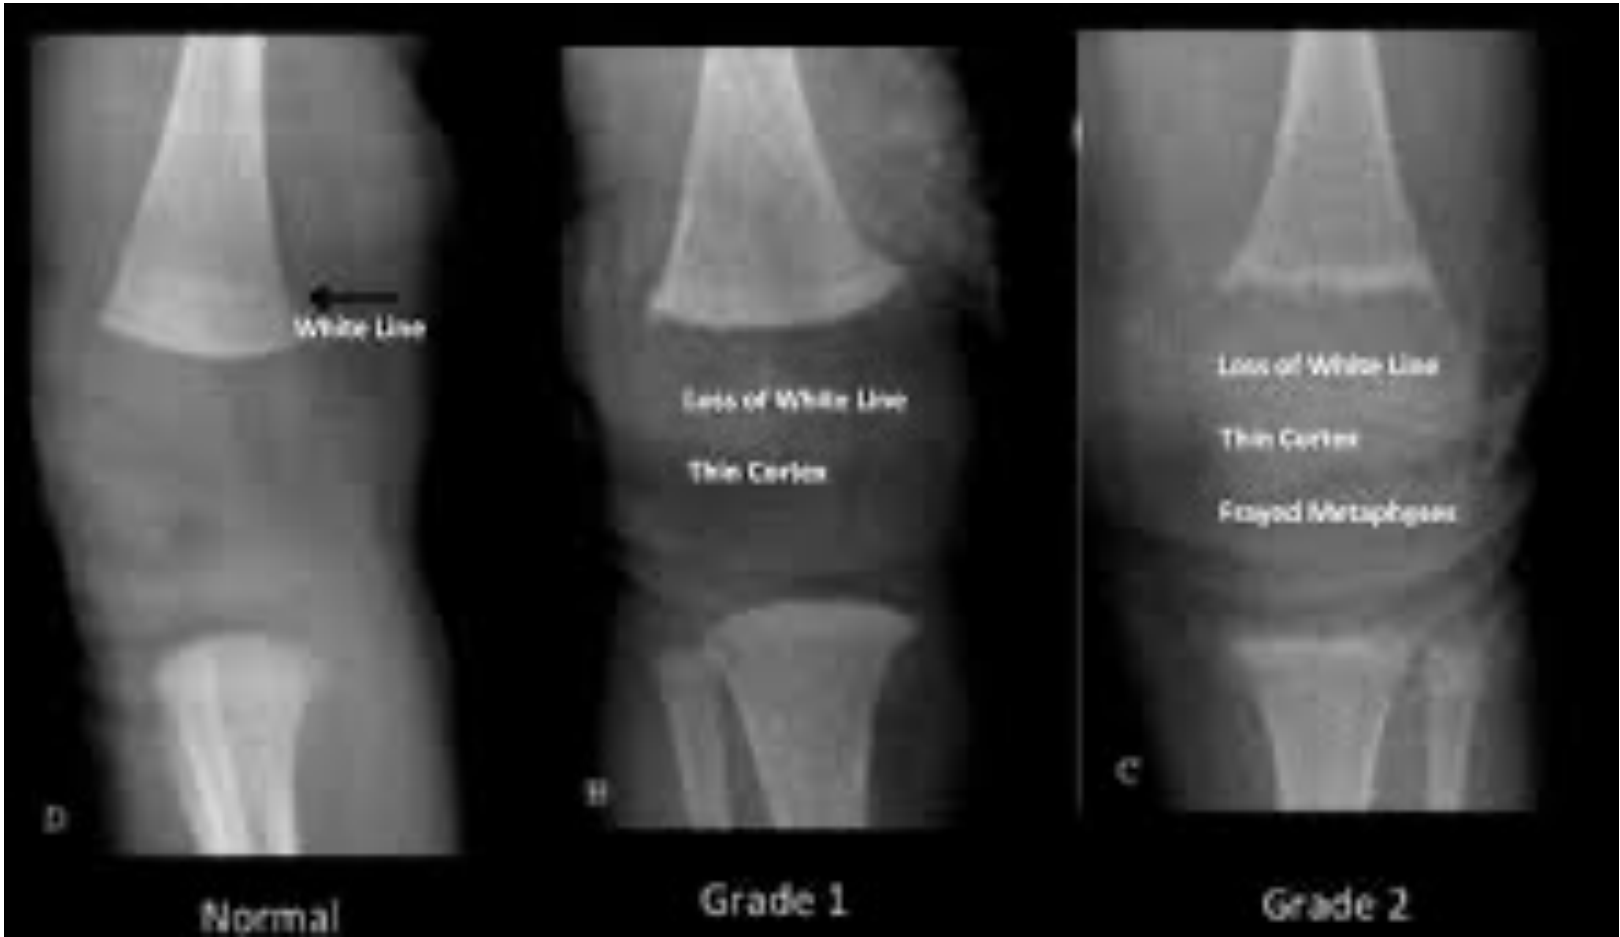 White Line
D
Normal
Loss of White Line
Thin Cortex
B
Grade 1
Loss of White Line
Thin Cortex
Frayed Metaphyses
C
Grade 2